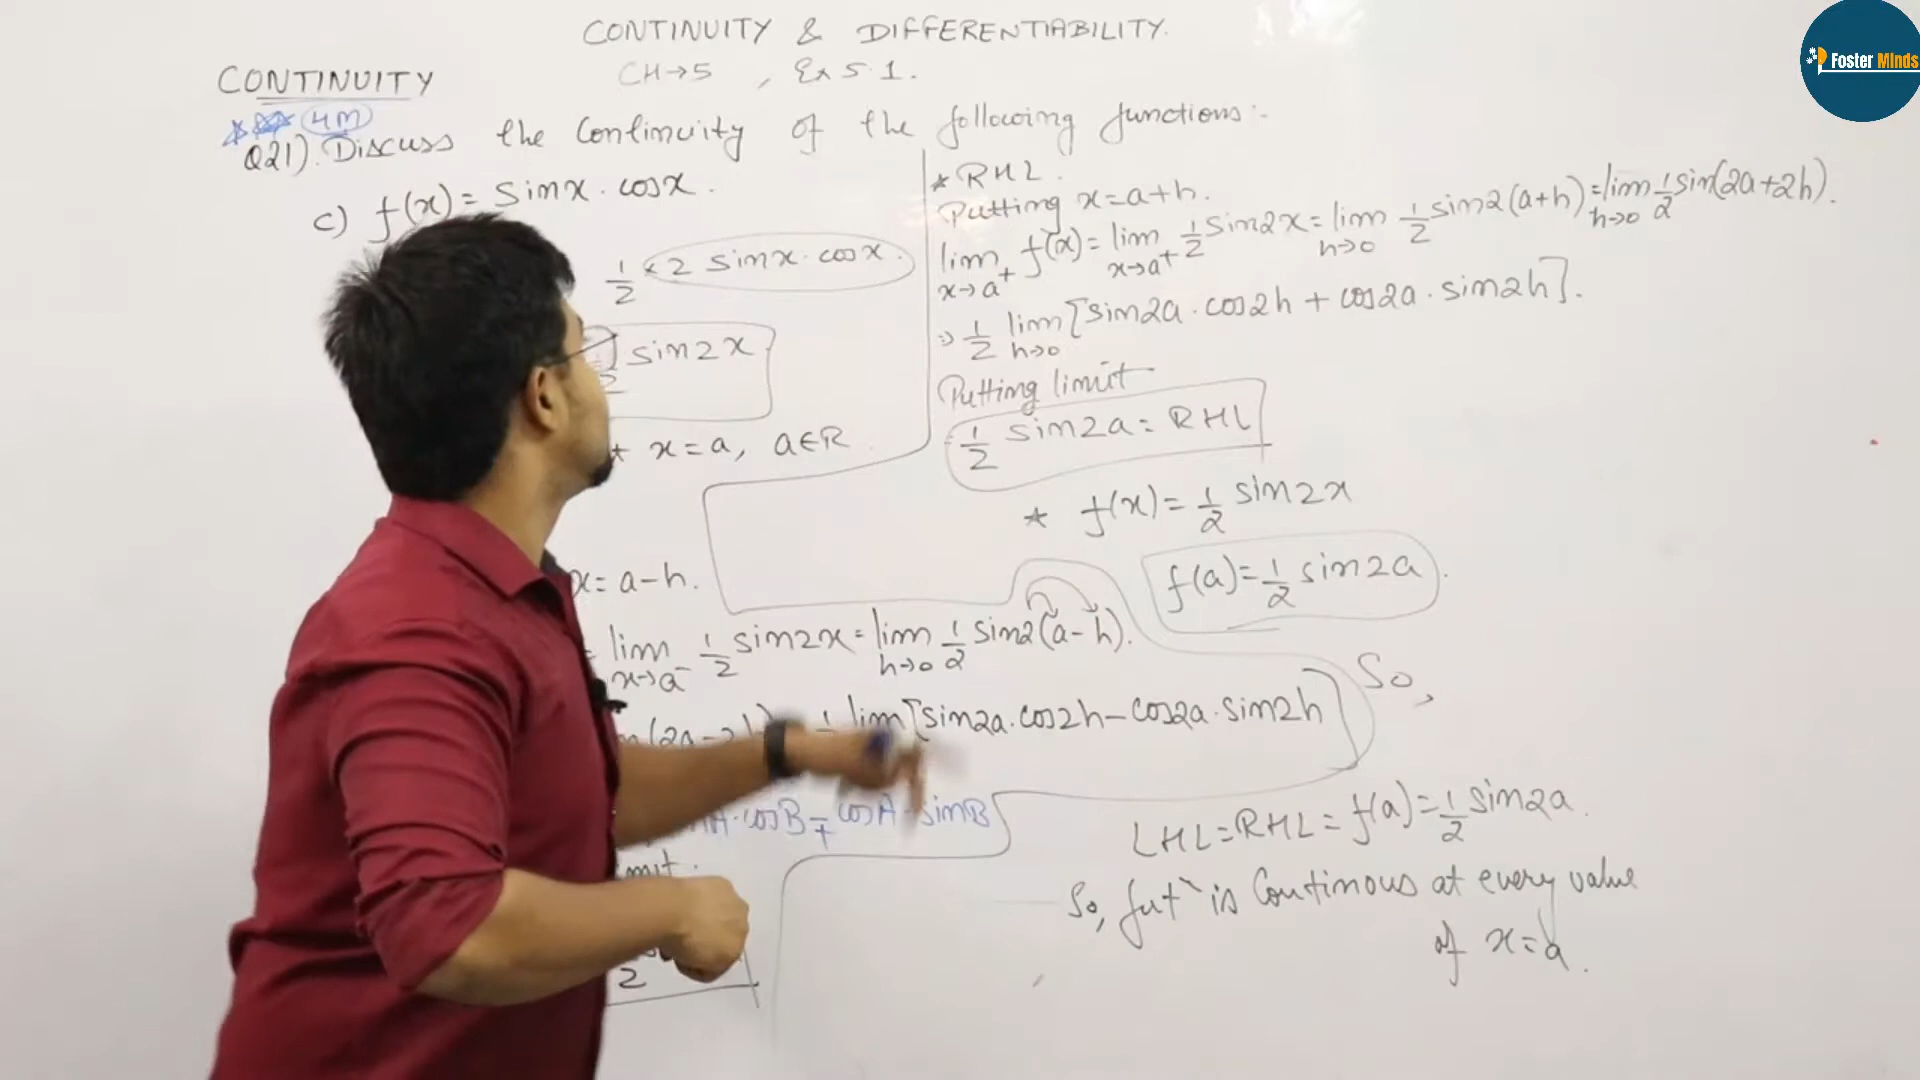 CONTINUITY & DIFFERENTIABILITY.
CH→5 , Ex 5.1.
CONTINUITY
4M
Q21). Discuss the Continuity of the following functions:-
c) f(x) = sinx . cosx .
1/2 × 2 sinx . cosx .
sin2x
x = a, a∈R .
x = a-h .
= lim x→a⁻ 1/2 sin2x = lim h→0 1/2 sin2(a-h).
lim [sin2a . cos2h - cos2a . sin2h]
A . cosB ∓ cosA . sinB
limit .
2
* RHL .
Putting x = a+h .
lim x→a⁺ f(x) = lim x→a⁺ 1/2 sin2x = lim h→0 1/2 sin2(a+h) = lim h→0 1/2 sin(2a+2h).
⇒ 1/2 lim h→0 [sin2a . cos2h + cos2a . sin2h].
Putting limit
1/2 sin2a = RHL
* f(x) = 1/2 sin2x
f(a) = 1/2 sin2a .
So,
LHL = RHL = f(a) = 1/2 sin2a .
So, fut` is Continous at every value
of x = a .
Foster Minds